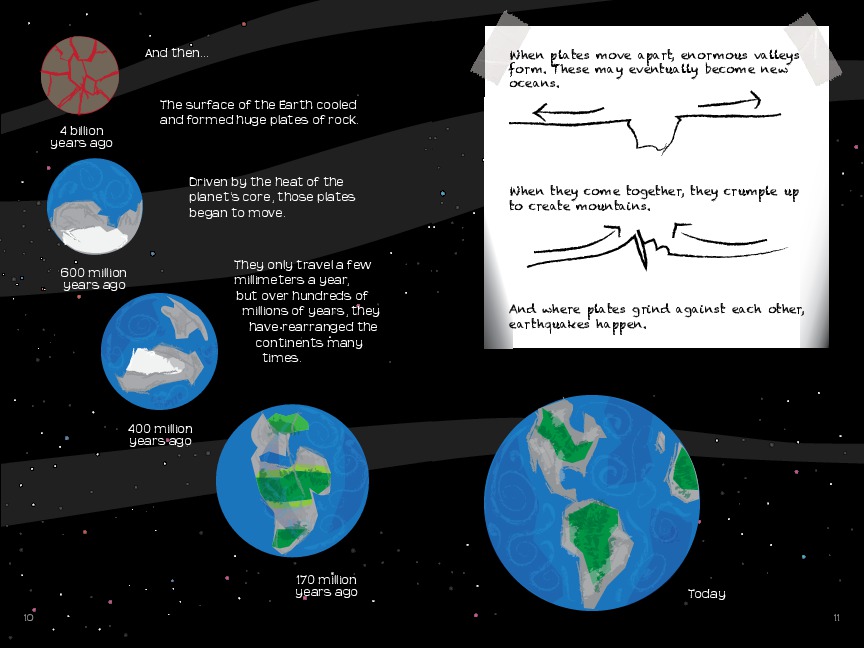 And then...
The surface of the Earth cooled
and formed huge plates of rock.
4 billion
years ago
Driven by the heat of the
planet's core, those plates
began to move.
600 million
years ago
They only travel a few
millimeters a year,
but over hundreds of
millions of years, they
have rearranged the
continents many
times.
400 million
years ago
170 million
years ago
10
When plates move apart, enormous valleys
form. These may eventually become new
oceans.
When they come together, they crumple up
to create mountains.
And where plates grind against each other,
earthquakes happen.
Today
11